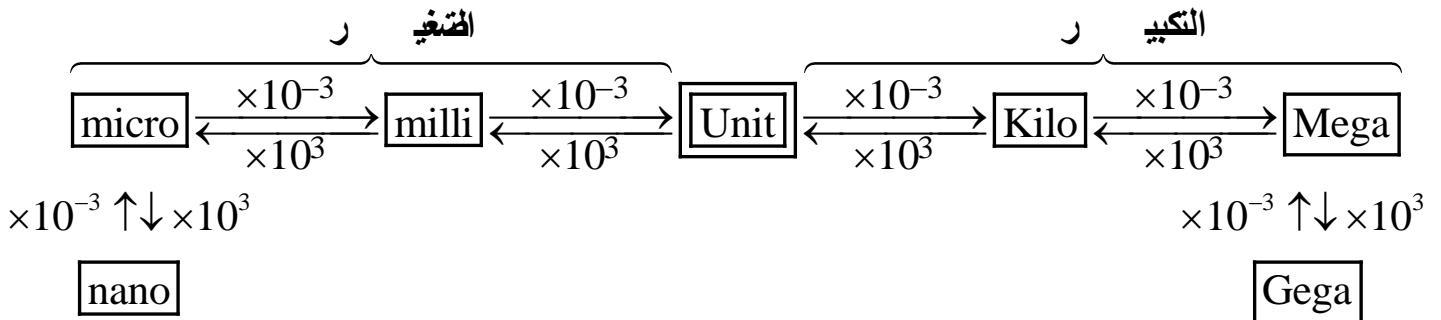 التكبير التصغير
×10⁻³ ×10⁻³ ×10⁻³ ×10⁻³
micro ⇄ milli ⇄ Unit ⇄ Kilo ⇄ Mega
×10³ ×10³ ×10³ ×10³
×10⁻³ ↑↓ ×10³ ×10⁻³ ↑↓ ×10³
nano Gega